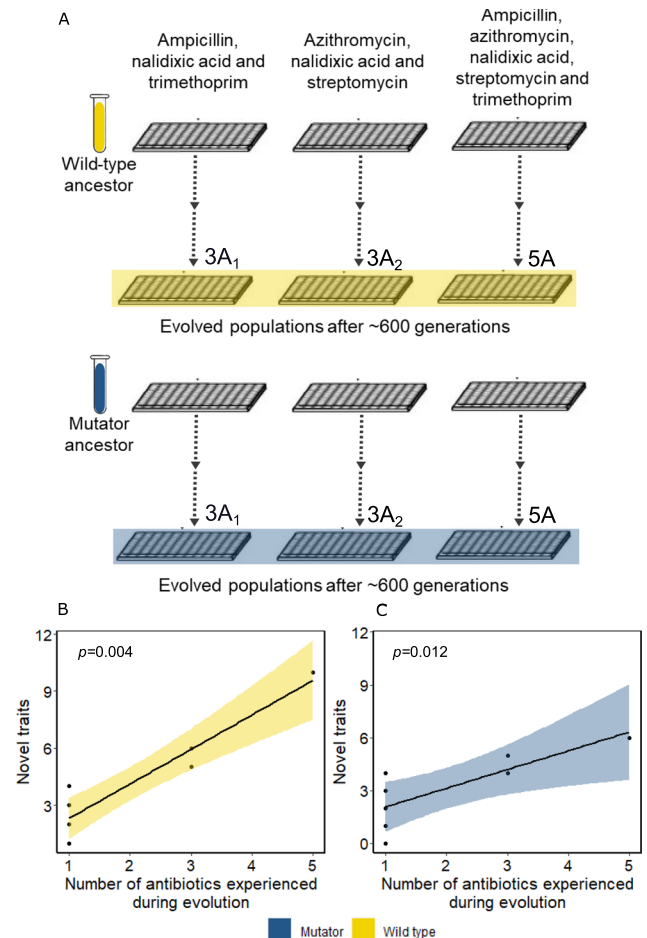 A
Ampicillin,
nalidixic acid and
trimethoprim
Azithromycin,
nalidixic acid and
streptomycin
Ampicillin,
azithromycin,
nalidixic acid,
streptomycin and
trimethoprim
Wild-type
ancestor
3A1
3A2
5A
Evolved populations after ~600 generations
Mutator
ancestor
3A1
3A2
5A
Evolved populations after ~600 generations
B
p=0.004
12
9
6
3
Novel traits
1
2
3
4
5
Number of antibiotics experienced
during evolution
C
p=0.012
12
9
6
3
0
Novel traits
1
2
3
4
5
Number of antibiotics experienced
during evolution
Mutator
Wild type